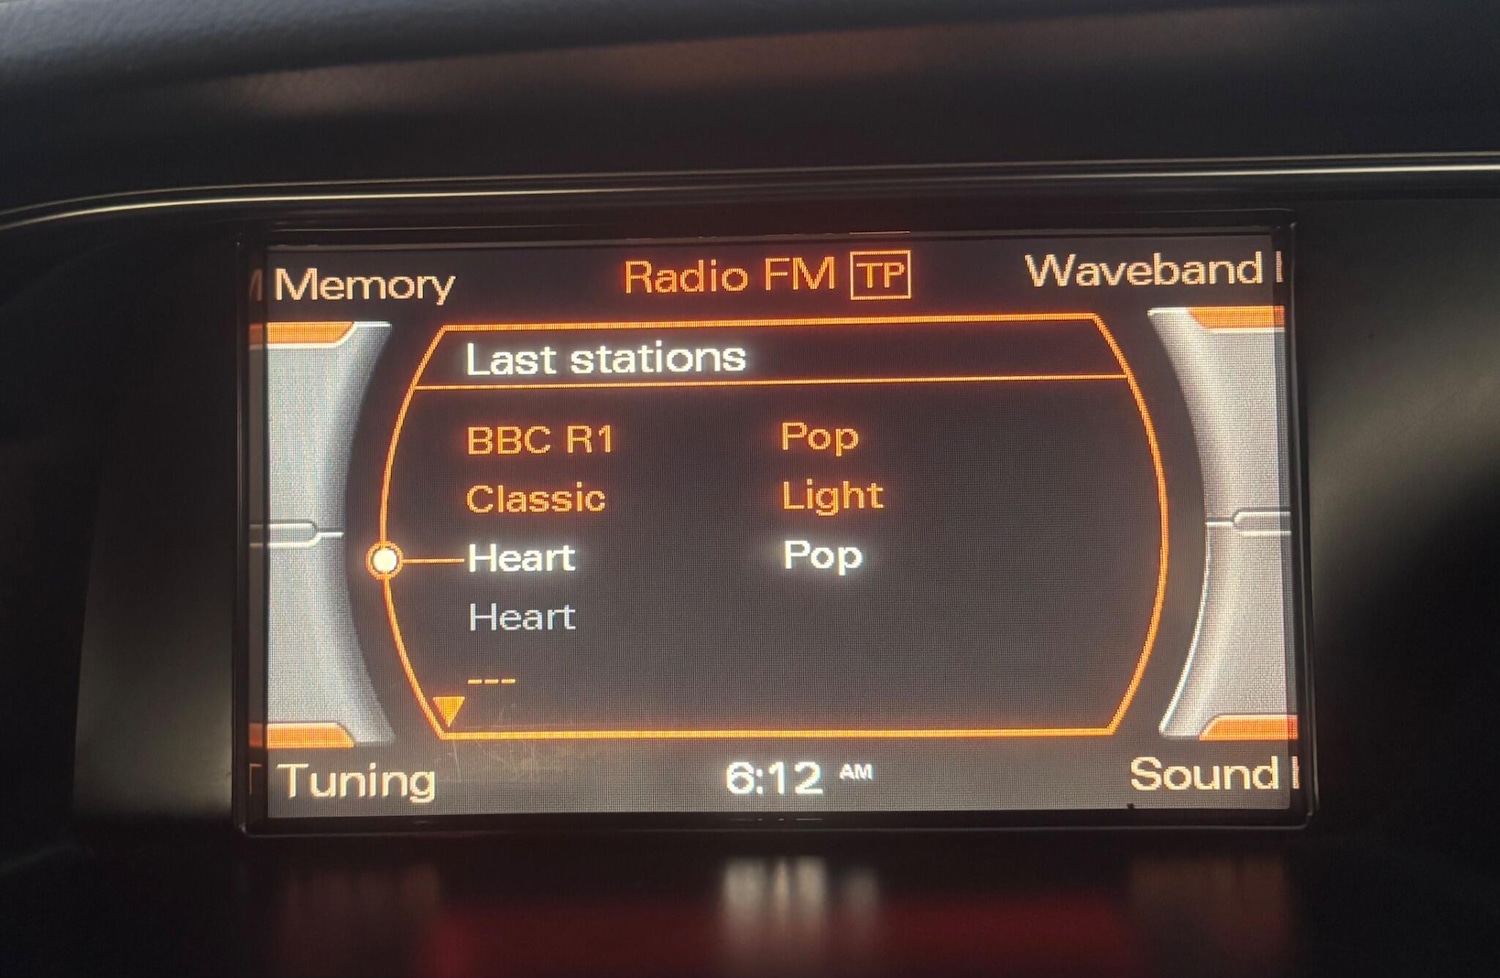 Memory Radio FM TP Waveband
Last stations
BBC R1 Pop
Classic Light
Heart Pop
Heart
---
Tuning 6:12 AM Sound